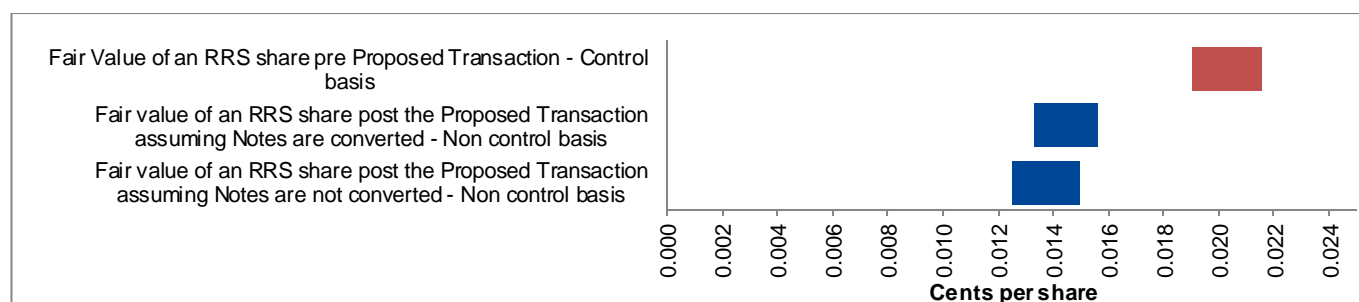 Fair Value of an RRS share pre Proposed Transaction - Control
basis
Fair value of an RRS share post the Proposed Transaction
assuming Notes are converted - Non control basis
Fair value of an RRS share post the Proposed Transaction
assuming Notes are not converted - Non control basis
0.000
0.002
0.004
0.006
0.008
0.010
0.012
0.014
0.016
0.018
0.020
0.022
0.024
Cents per share